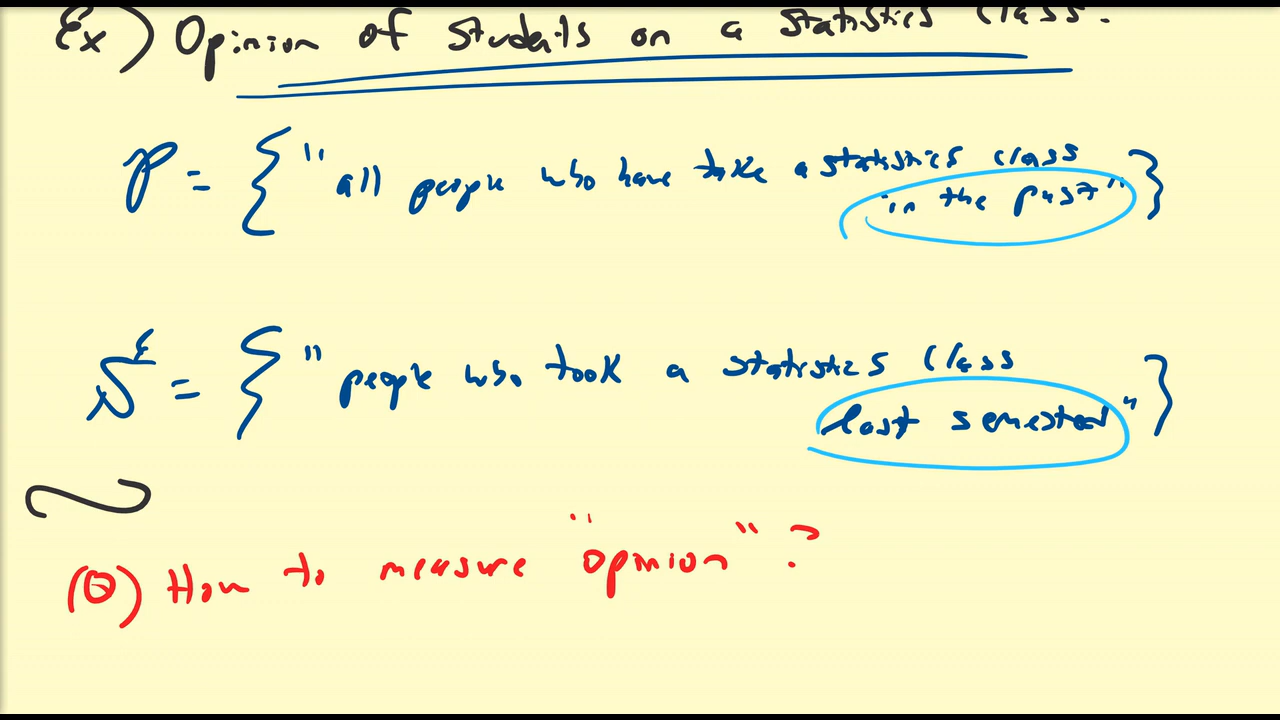 Ex) Opinion of students on a statistics class.
P = { " all people who have take a statistics class
"in the past" }
S = { " people who took a statistics class
last semester" }
(Q) How to measure "opinion" ?